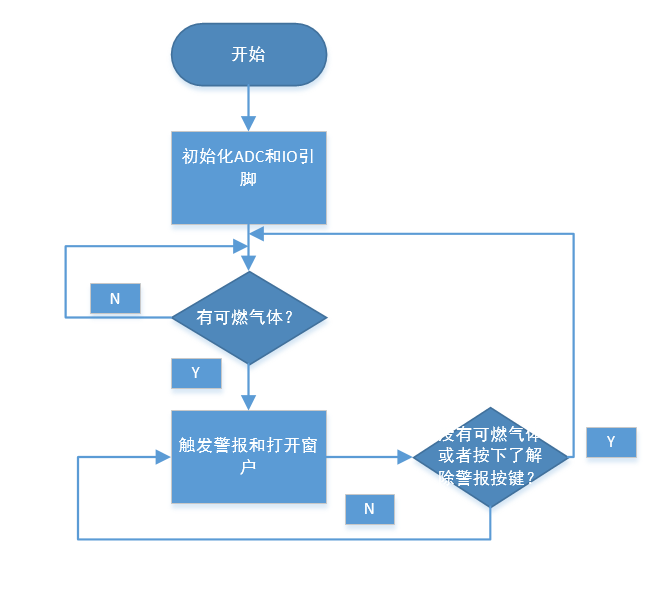 开始
初始化ADC和IO引
脚
N
有可燃气体？
Y
触发警报和打开窗
户
没有可燃气体
或者按下了解
除警报按键？
Y
N